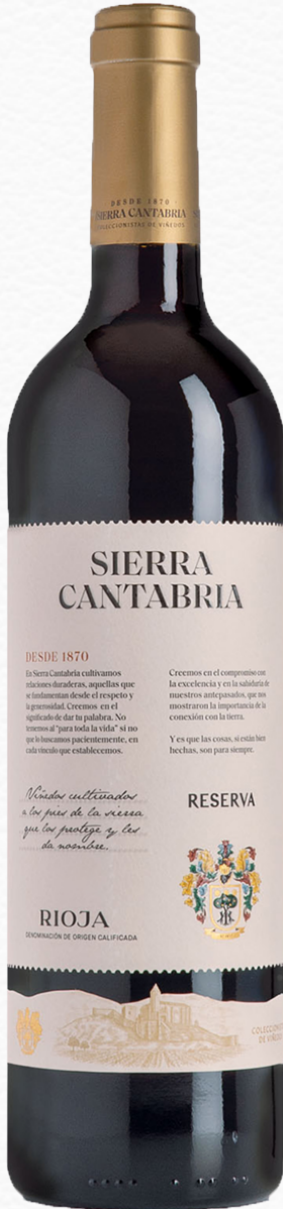 DESDE 1870
SIERRA CANTABRIA
COLECCIONISTAS DE VIÑEDOS
SIERRA
CANTABRIA
DESDE 1870
En Sierra Cantabria cultivamos
relaciones duraderas, aquellas que
se fundamentan desde el respeto y
la generosidad. Creemos en el
significado de dar tu palabra. No
tememos al "para toda la vida" si no
que lo buscamos pacientemente, en
cada vínculo que establecemos.
Creemos en el compromiso con
la excelencia y en la sabiduría de
nuestros antepasados, que nos
mostraron la importancia de la
conexión con la tierra.
Y es que las cosas, si están bien
hechas, son para siempre.
Viñedos cultivados
a los pies de la sierra
que los protege y les
da nombre.
RESERVA
RIOJA
DENOMINACIÓN DE ORIGEN CALIFICADA
DE VIÑEDOS